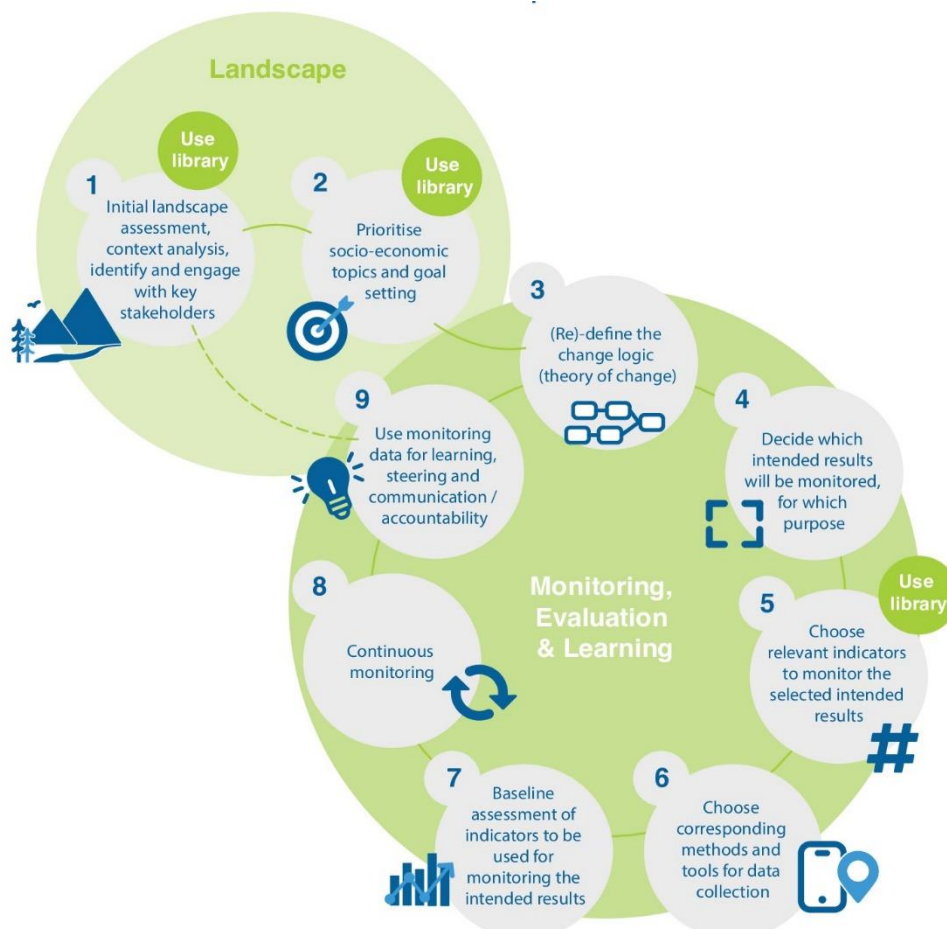 Landscape
Use
library
1
Initial landscape
assessment,
context analysis,
identify and engage
with key
stakeholders
Use
library
2
Prioritise
socio-economic
topics and goal
setting
3
(Re)-define the
change logic
(theory of change)
4
Decide which
intended results
will be monitored,
for which
purpose
Use
library
5
Choose
relevant indicators
to monitor the
selected intended
results
#
6
Choose
corresponding
methods and
tools for data
collection
7
Baseline
assessment of
indicators to be
used for
monitoring the
intended results
8
Continuous
monitoring
9
Use monitoring
data for learning,
steering and
communication /
accountability
Monitoring,
Evaluation
& Learning